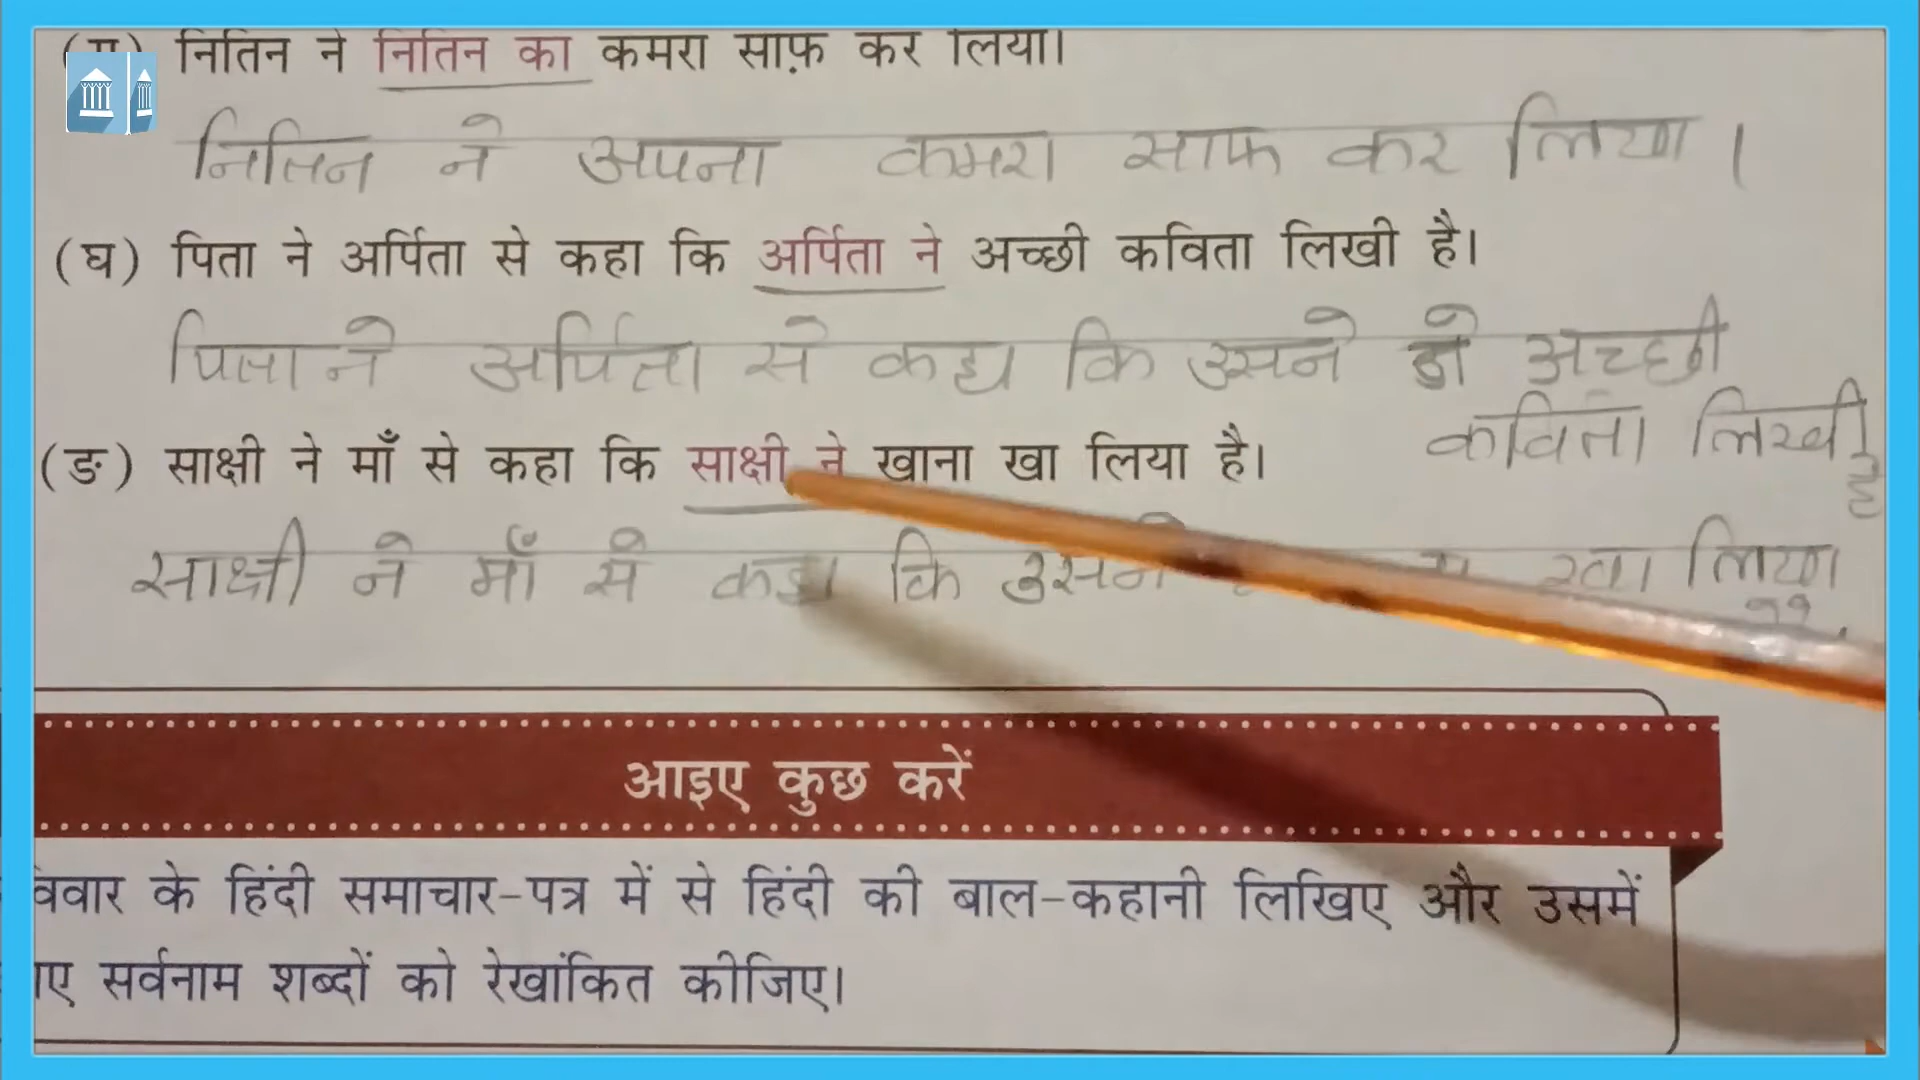 नितिन ने नितिन का कमरा साफ़ कर लिया।
नितिन ने अपना कमरा साफ कर लिया।
(घ) पिता ने अर्पिता से कहा कि अर्पिता ने अच्छी कविता लिखी है।
पिता ने अर्पिता से कहा कि उसने अच्छी
कविता लिखी है
(ङ) साक्षी ने माँ से कहा कि साक्षी ने खाना खा लिया है।
साक्षी ने माँ से कहा कि उसने खा लिया
आइए कुछ करें
के हिंदी समाचार-पत्र में से हिंदी की बाल-कहानी लिखिए और उसमें
सर्वनाम शब्दों को रेखांकित कीजिए।